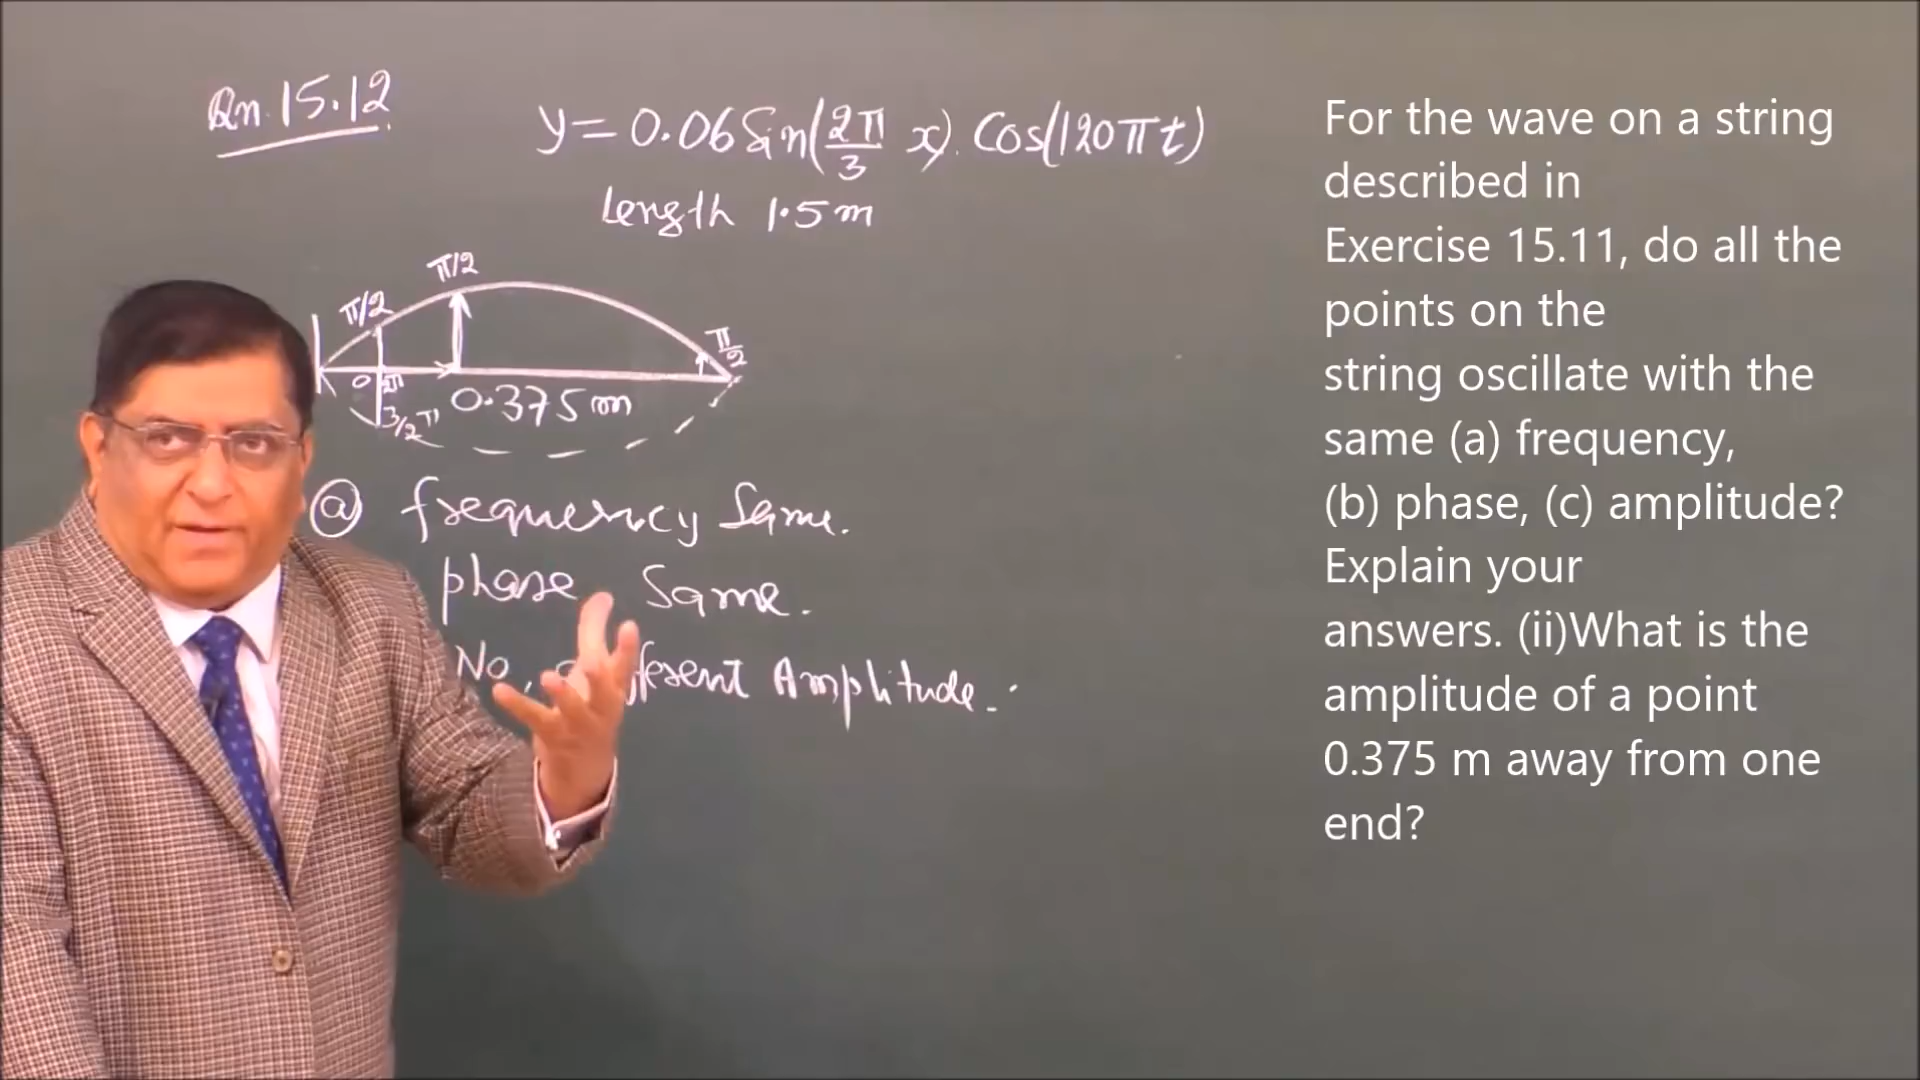 Qn. 15.12
y = 0.06 Sin(2π/3 x). Cos(120πt)
Length 1.5 m
π/2
π/2
π/2
0 2π
3/2 π
0.375 m
(a) frequency Same.
phase, Same.
No,
Amplitude.
For the wave on a string
described in
Exercise 15.11, do all the
points on the
string oscillate with the
same (a) frequency,
(b) phase, (c) amplitude?
Explain your
answers. (ii)What is the
amplitude of a point
0.375 m away from one
end?